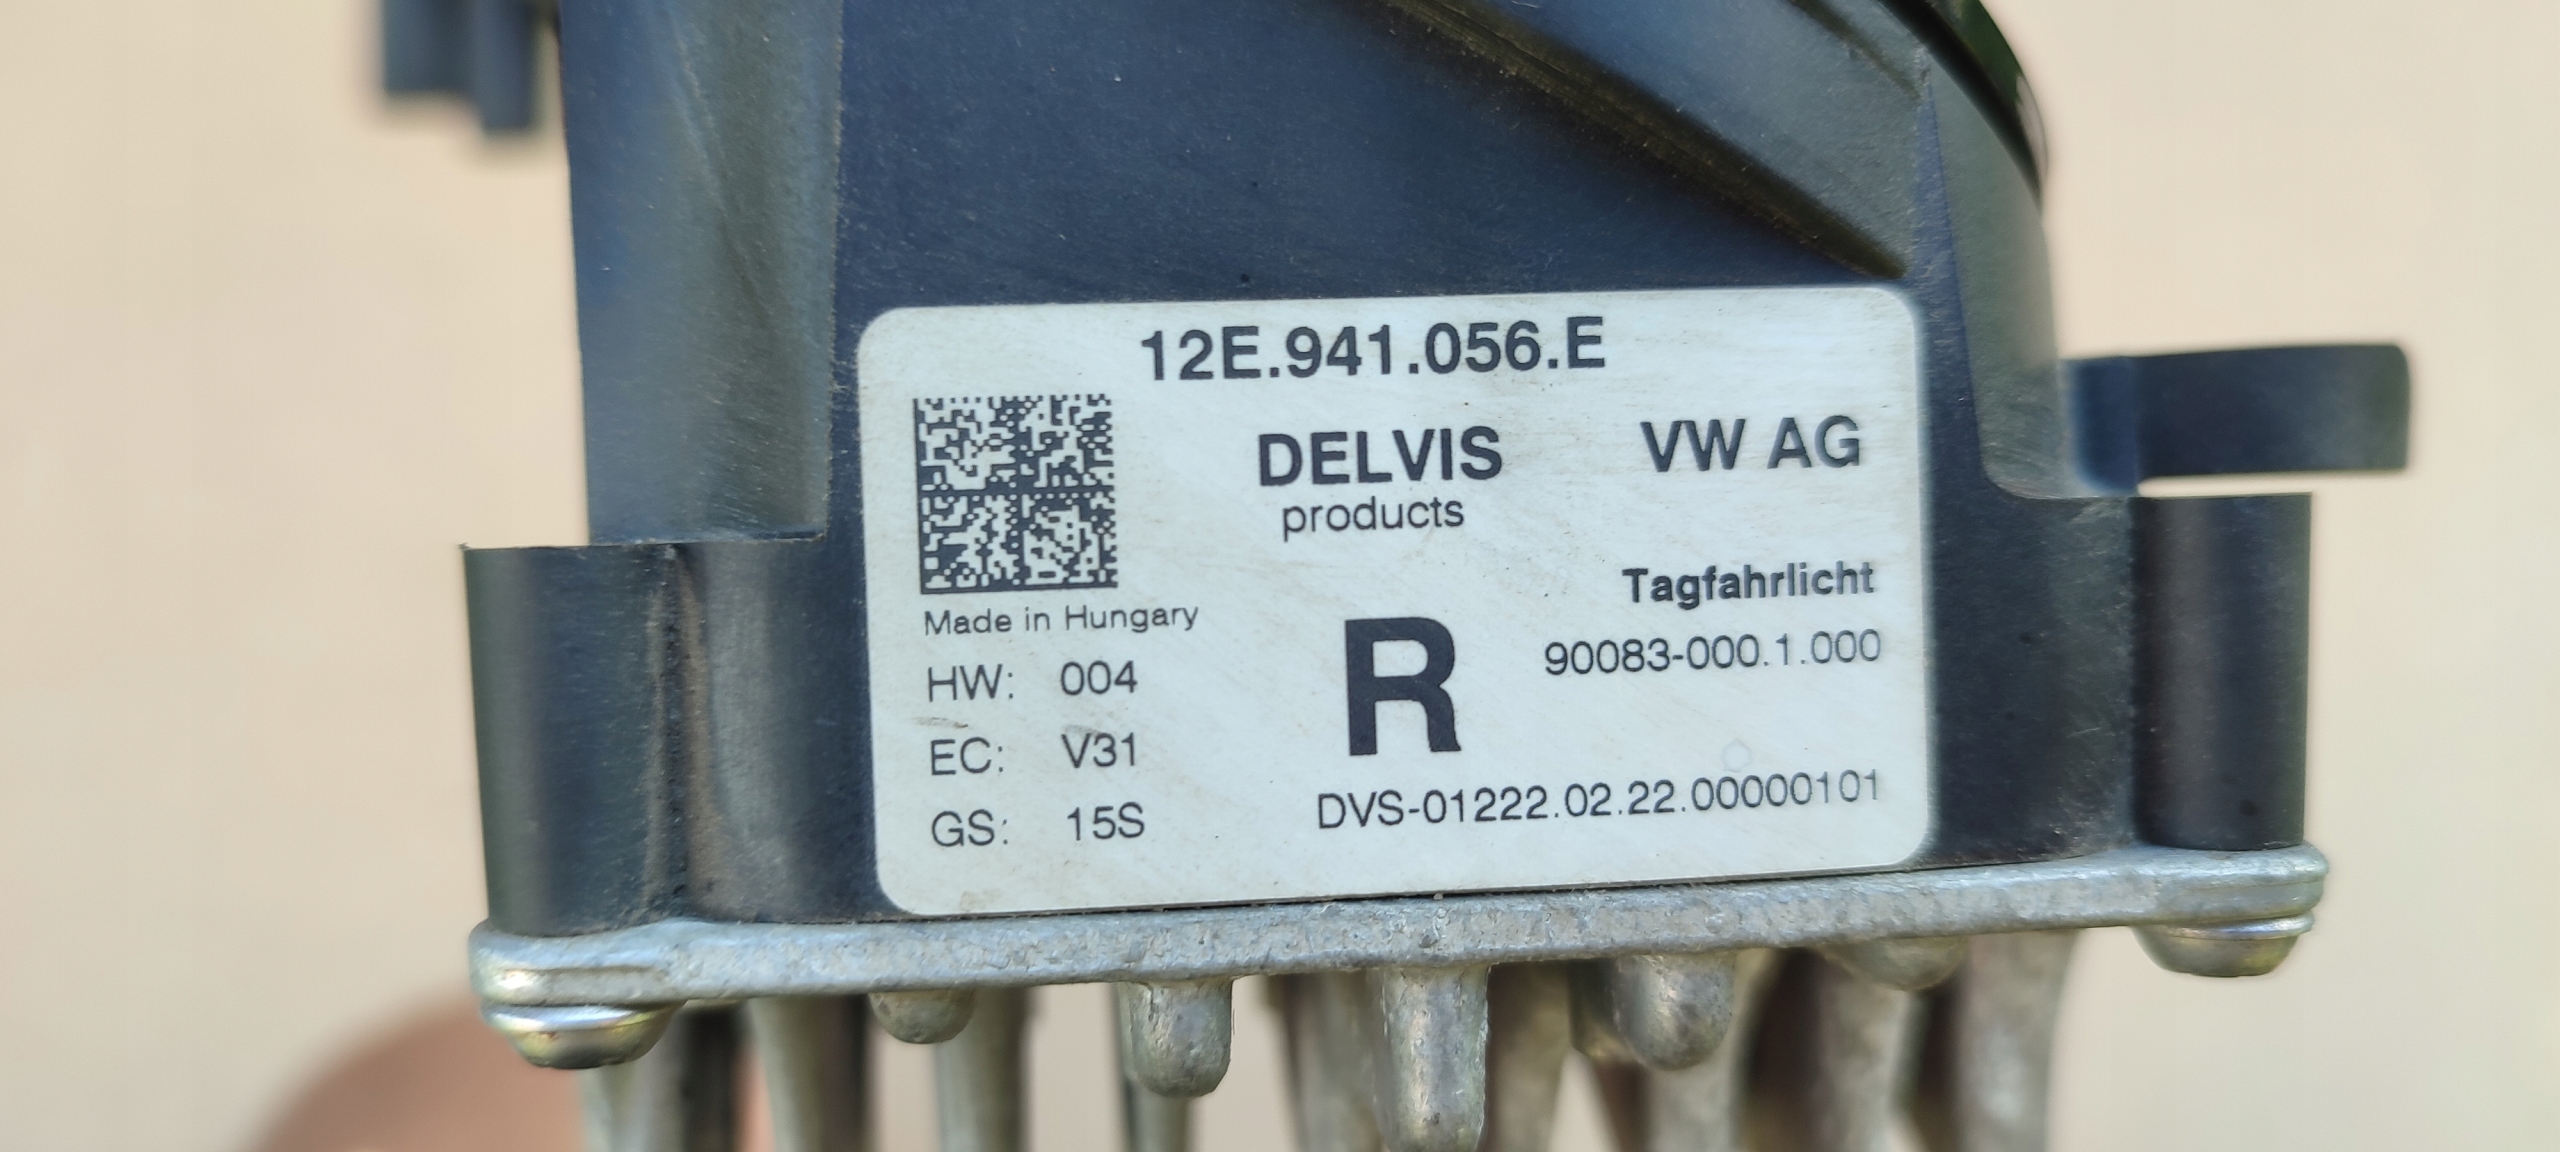 12E.941.056.E
DELVIS
products
VW AG
Tagfahrlicht
90083-000.1.000
R
Made in Hungary
HW: 004
EC: V31
GS: 15S
DVS-01222.02.22.00000101